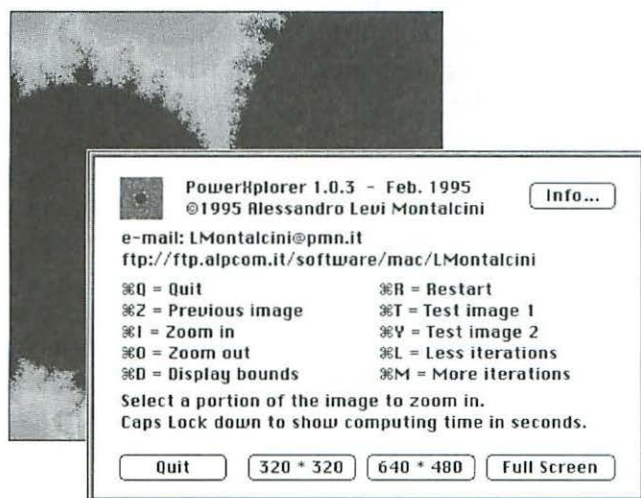 PowerXplorer 1.0.3 - Feb. 1995
©1995 Alessandro Levi Montalcini
Info...
e-mail: LMontalcini@pmn.it
ftp://ftp.alpcom.it/software/mac/LMontalcini
⌘Q = Quit
⌘R = Restart
⌘Z = Previous image
⌘T = Test image 1
⌘I = Zoom in
⌘Y = Test image 2
⌘O = Zoom out
⌘L = Less iterations
⌘D = Display bounds
⌘M = More iterations
Select a portion of the image to zoom in.
Caps Lock down to show computing time in seconds.
Quit
320 * 320
640 * 480
Full Screen